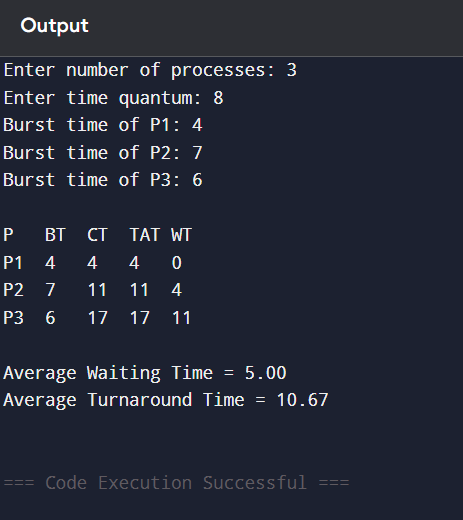 Output
Enter number of processes: 3
Enter time quantum: 8
Burst time of P1: 4
Burst time of P2: 7
Burst time of P3: 6
P BT CT TAT WT
P1 4 4 4 0
P2 7 11 11 4
P3 6 17 17 11
Average Waiting Time = 5.00
Average Turnaround Time = 10.67
=== Code Execution Successful ===